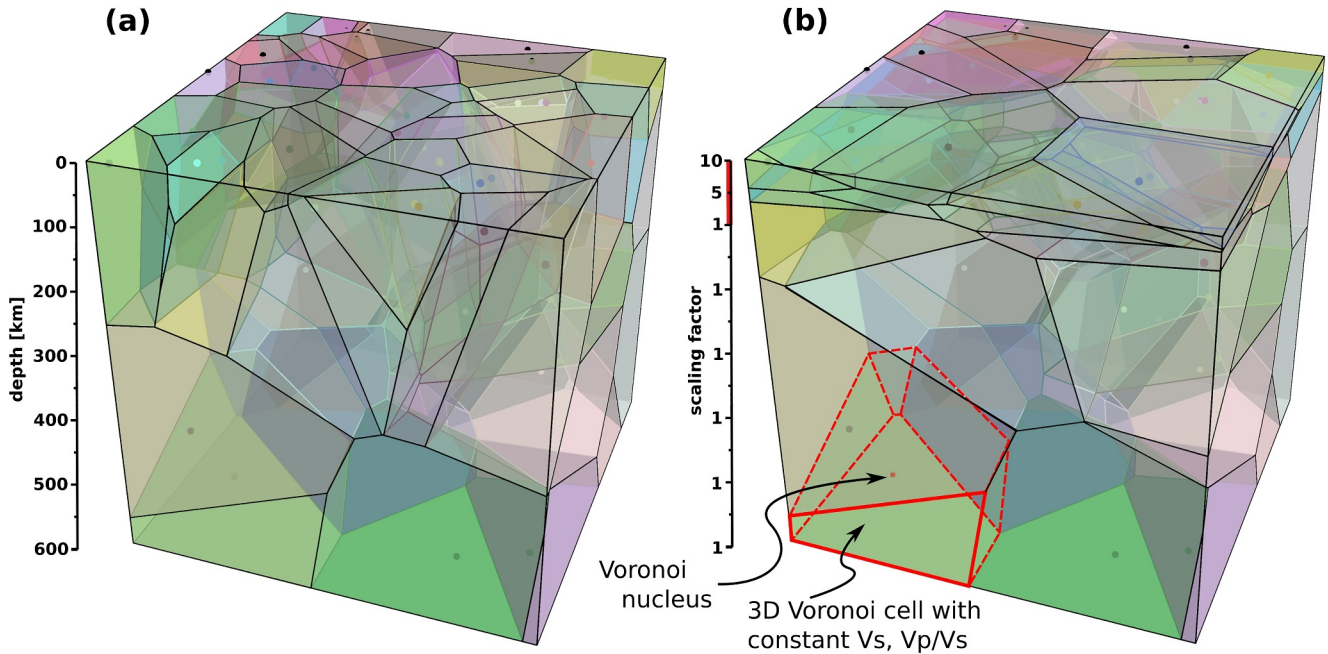 (a)
0
100
200
300
400
500
600
depth [km]
(b)
10
5
1
1
1
1
1
1
1
scaling factor
Voronoi
nucleus
3D Voronoi cell with
constant Vs, Vp/Vs